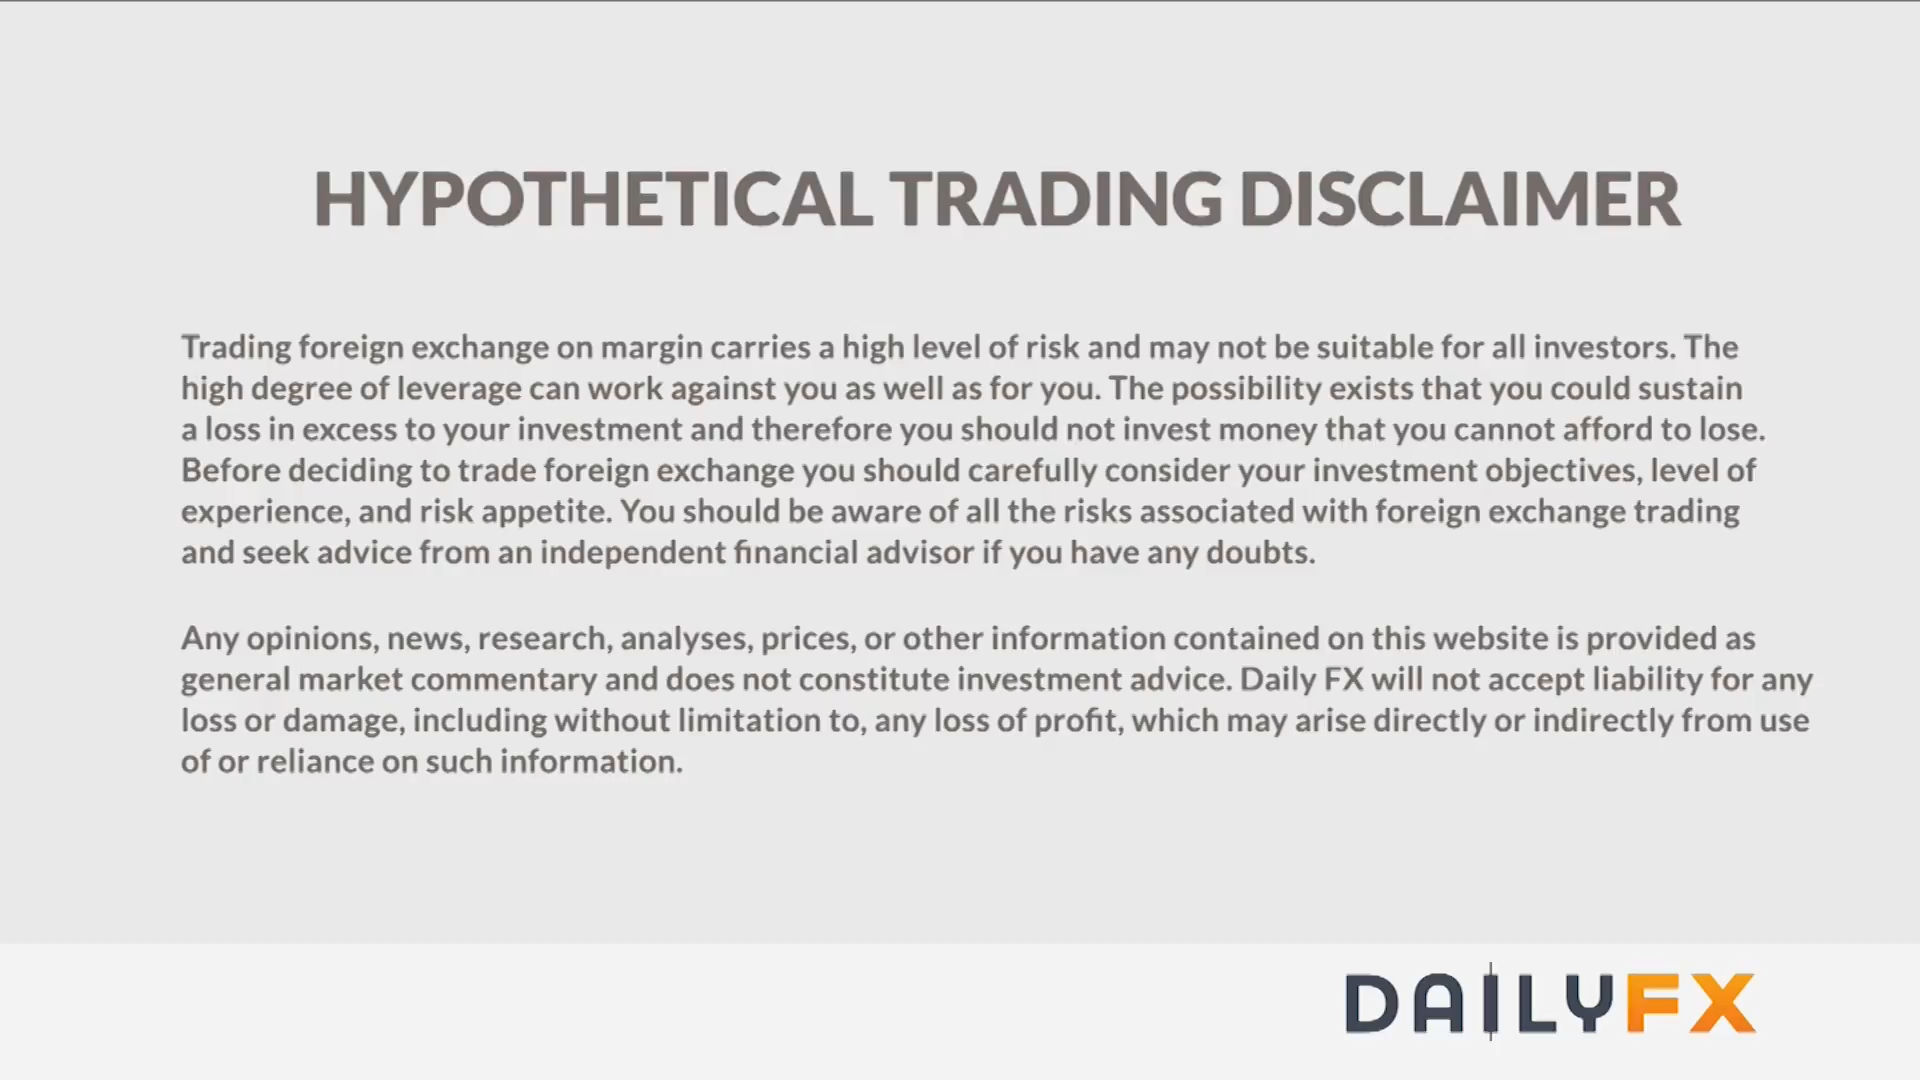 HYPOTHETICAL TRADING DISCLAIMER
Trading foreign exchange on margin carries a high level of risk and may not be suitable for all investors. The
high degree of leverage can work against you as well as for you. The possibility exists that you could sustain
a loss in excess to your investment and therefore you should not invest money that you cannot afford to lose.
Before deciding to trade foreign exchange you should carefully consider your investment objectives, level of
experience, and risk appetite. You should be aware of all the risks associated with foreign exchange trading
and seek advice from an independent financial advisor if you have any doubts.
Any opinions, news, research, analyses, prices, or other information contained on this website is provided as
general market commentary and does not constitute investment advice. Daily FX will not accept liability for any
loss or damage, including without limitation to, any loss of profit, which may arise directly or indirectly from use
of or reliance on such information.
DAILYFX